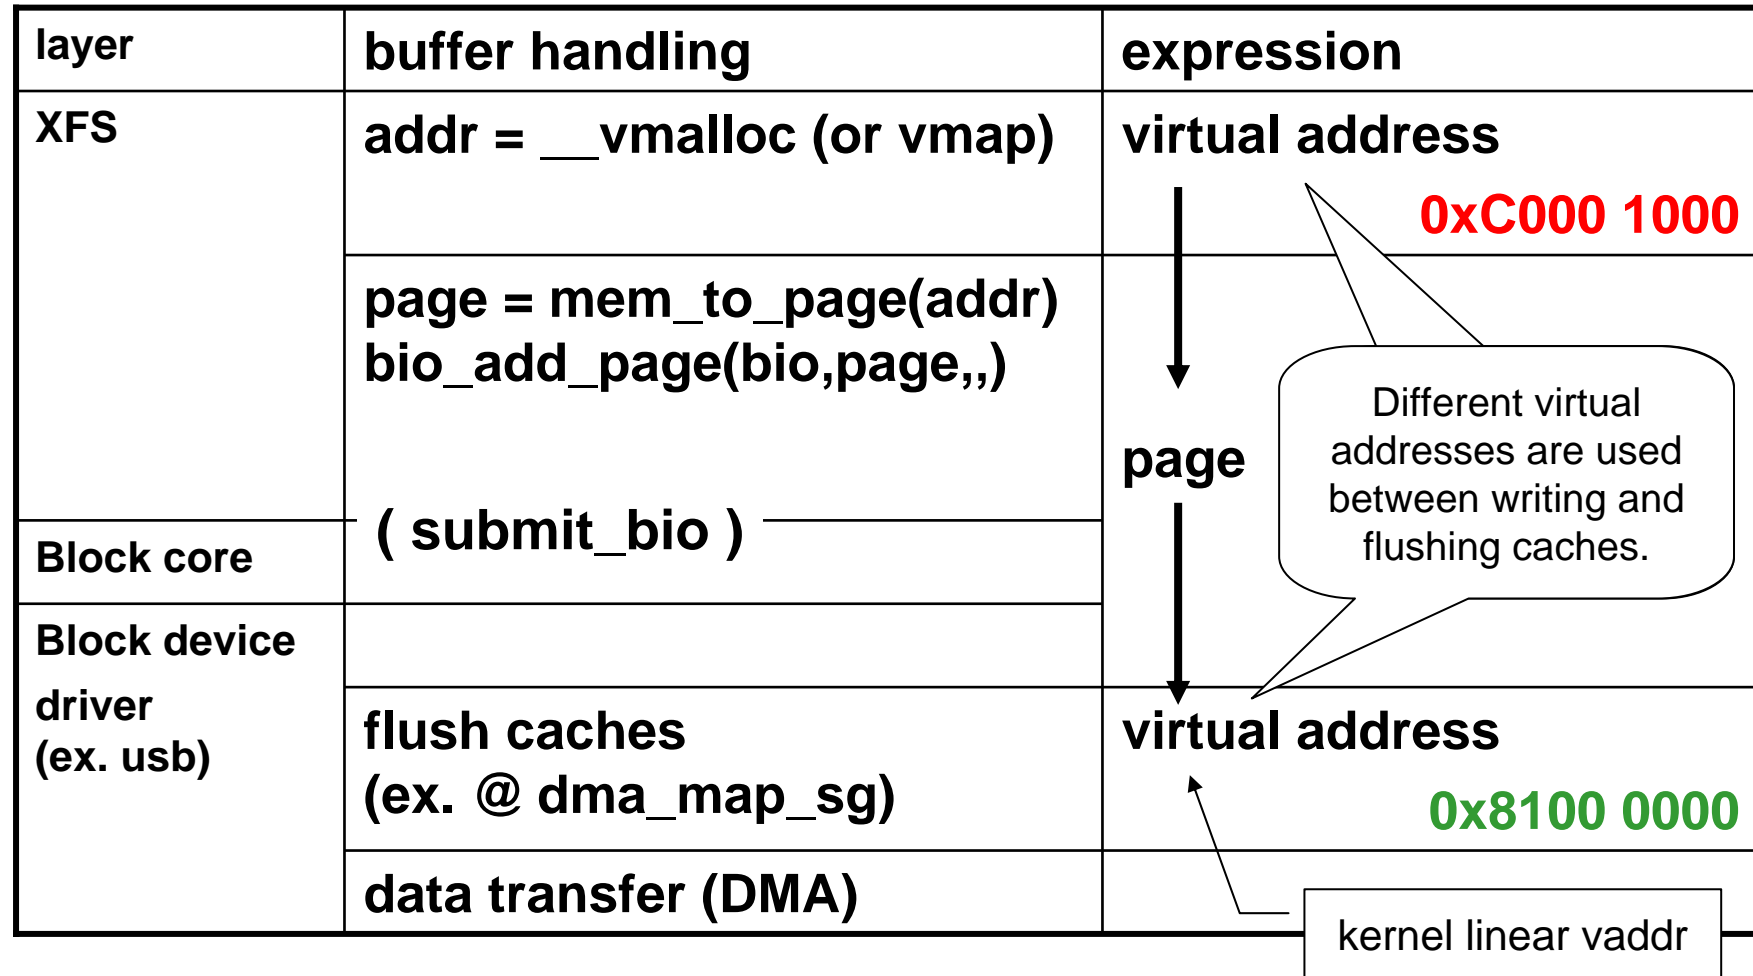 layer
buffer handling
expression
XFS
addr = __vmalloc (or vmap)
virtual address
0xC000 1000
page = mem_to_page(addr)
bio_add_page(bio,page,,)
page
Different virtual
addresses are used
between writing and
flushing caches.
( submit_bio )
Block core
Block device
driver
(ex. usb)
flush caches
(ex. @ dma_map_sg)
virtual address
0x8100 0000
data transfer (DMA)
kernel linear vaddr